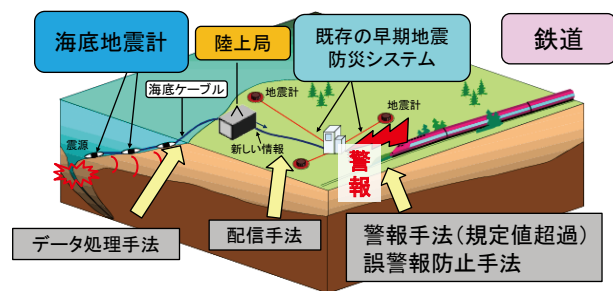 海底地震計
陸上局
既存の早期地震
防災システム
鉄道
海底ケーブル
地震計
地震計
震源
新しい情報
警
報
データ処理手法
配信手法
警報手法（規定値超過）
誤警報防止手法